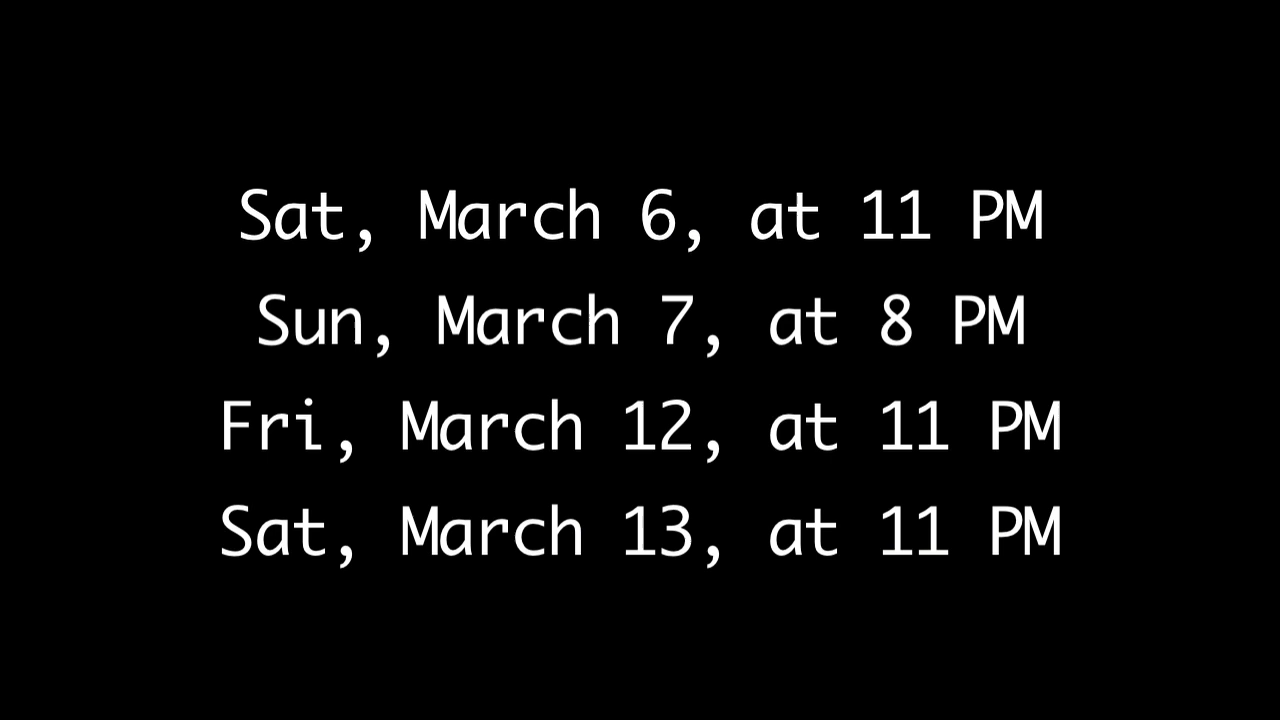 Sat, March 6, at 11 PM
Sun, March 7, at 8 PM
Fri, March 12, at 11 PM
Sat, March 13, at 11 PM